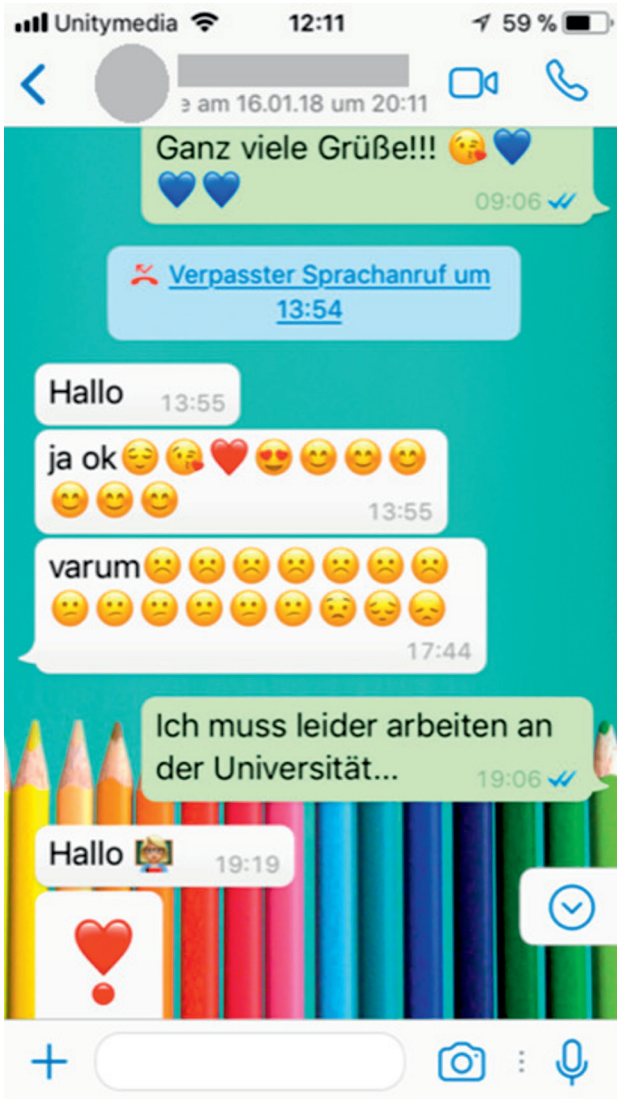 Unitymedia 12:11 59 %
am 16.01.18 um 20:11
Ganz viele Grüße!!! 😘💙
💙💙 09:06
Verpasster Sprachanruf um
13:54
Hallo 13:55
ja ok😌😘❤️😍😊😊😊
😊😊😊 13:55
varum🙁🙁🙁🙁🙁🙁🙁
😕😕😕😕😕😕😟😔😞
17:44
Ich muss leider arbeiten an
der Universität... 19:06
Hallo 👩🏼‍🏫 19:19
❣️